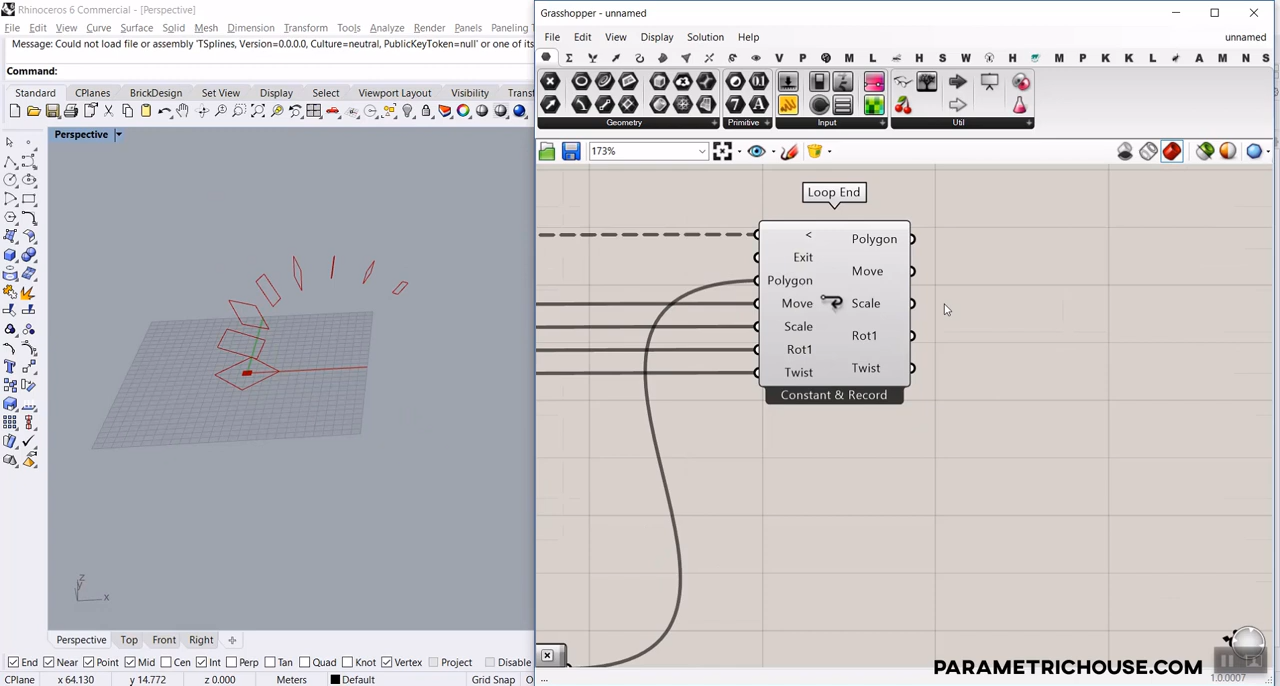 Rhinoceros 6 Commercial - [Perspective]
File Edit View Curve Surface Solid Mesh Dimension Transform Tools Analyze Render Panels Paneling
Message: Could not load file or assembly 'TSplines, Version=0.0.0.0, Culture=neutral, PublicKeyToken=null' or one of its
Command:
Standard CPlanes BrickDesign Set View Display Select Viewport Layout Visibility Trans
Perspective
z
y
x
Perspective Top Front Right
End Near Point Mid Cen Int Perp Tan Quad Knot Vertex Project Disable
CPlane x 64.130 y 14.772 z 0.000 Meters Default Grid Snap O
Grasshopper - unnamed
File Edit View Display Solution Help unnamed
V P M L H S W H M P K K L A M N S
Geometry Primitive Input Util
173%
Loop End
<
Exit
Polygon
Move
Scale
Rot1
Twist
Polygon
Move
Scale
Rot1
Twist
Constant & Record
PARAMETRICHOUSE.COM
...
1.0.0007